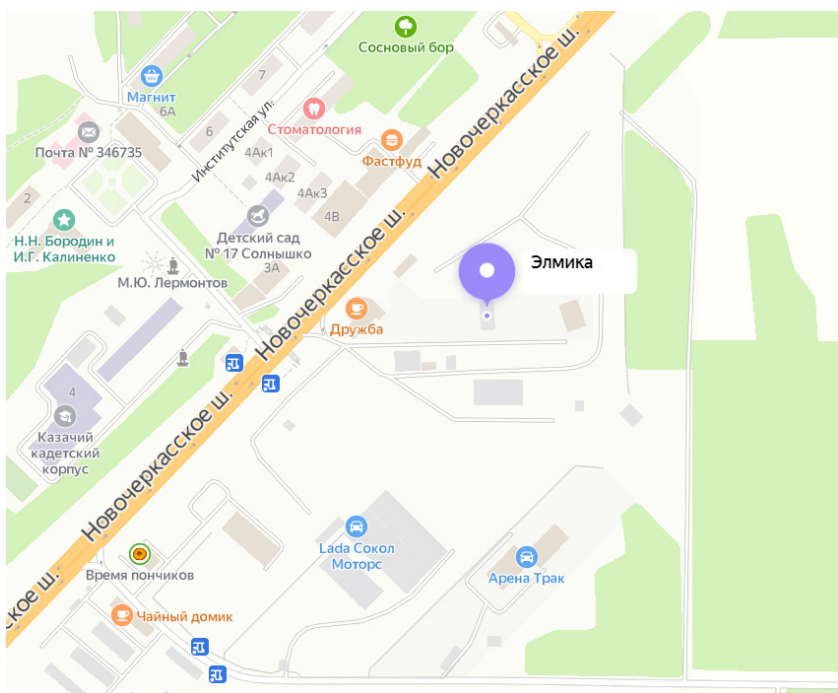 Сосновый бор
Новочеркасское ш.
7
Магнит
6А
Институтская ул.
Стоматология
6
Почта № 346735
4Ак1
Фастфуд
4Ак2
4Ак3
2
4В
Н.Н. Бородин и
И.Г. Калиненко
Детский сад
№ 17 Солнышко
3А
Элмика
М.Ю. Лермонтов
Новочеркасское ш.
Дружба
4
Казачий
кадетский
корпус
Новочеркасское ш.
Lada Сокол
Моторс
Время пончиков
Арена Трак
ское ш.
Чайный домик